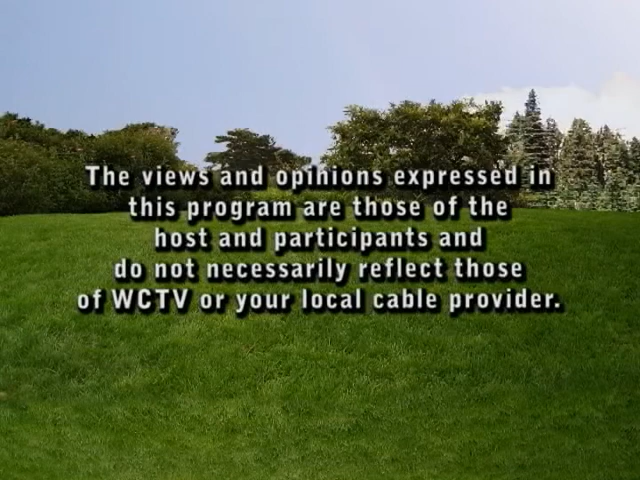 The views and opinions expressed in
this program are those of the
host and participants and
do not necessarily reflect those
of WCTV or your local cable provider.